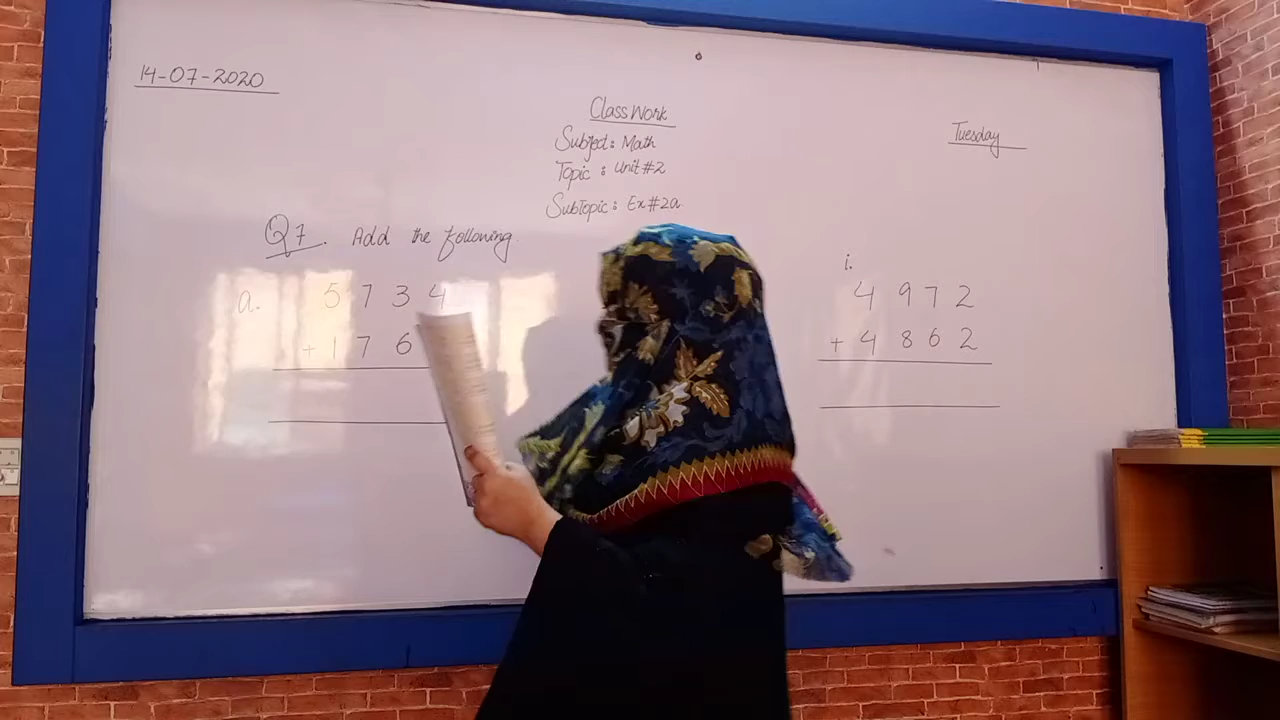 14-07-2020
Class Work
Tuesday
Subject: Math
Topic : Unit #2
SubTopic: Ex #2a
Q7. Add the following.
a. 5 7 3 4
+ 1 7 6
i.
4 9 7 2
+ 4 8 6 2